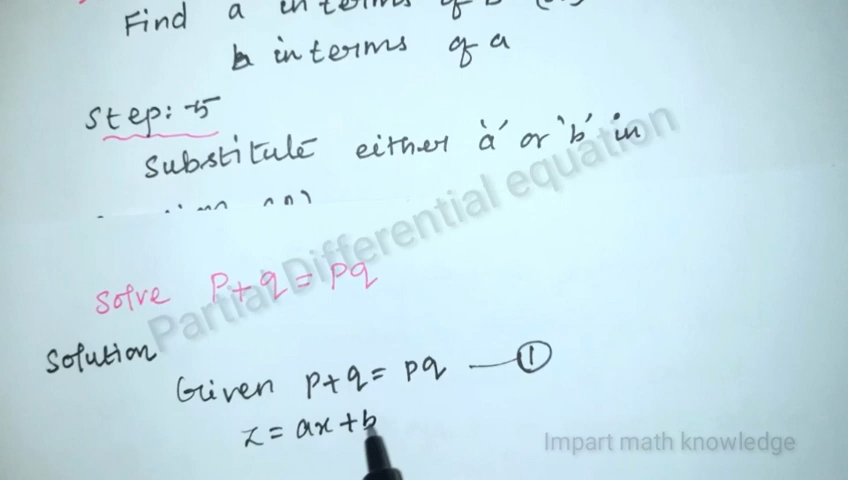 Find a in terms of
b in terms of a
Step: 5
Substitute either 'a' or 'b' in
Solve P+q = Pq
Solution
Given P+q = Pq — ①
z = ax + b
Partial Differential equation
Impart math knowledge